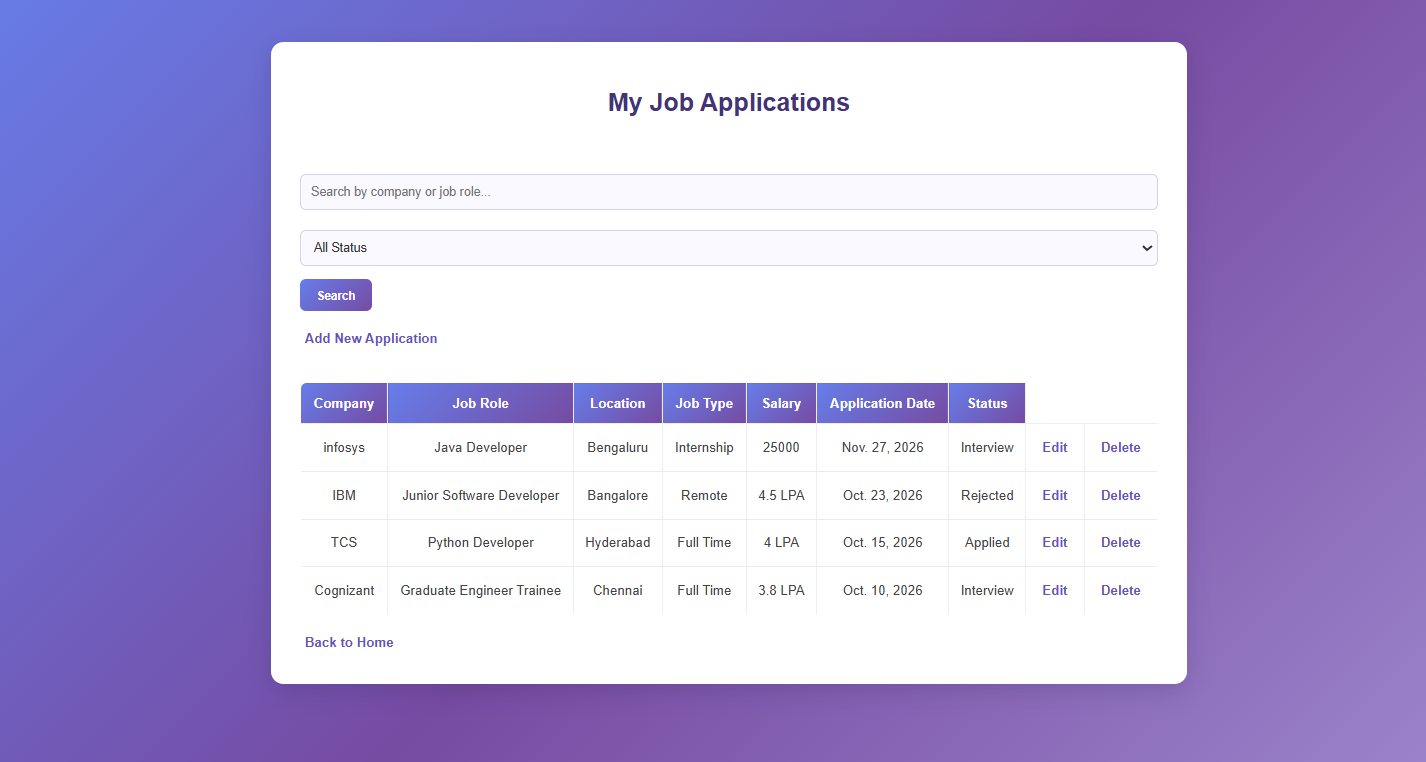 My Job Applications
Search by company or job role...
All Status
Search
Add New Application
Company Job Role Location Job Type Salary Application Date Status
infosys Java Developer Bengaluru Internship 25000 Nov. 27, 2026 Interview Edit Delete
IBM Junior Software Developer Bangalore Remote 4.5 LPA Oct. 23, 2026 Rejected Edit Delete
TCS Python Developer Hyderabad Full Time 4 LPA Oct. 15, 2026 Applied Edit Delete
Cognizant Graduate Engineer Trainee Chennai Full Time 3.8 LPA Oct. 10, 2026 Interview Edit Delete
Back to Home